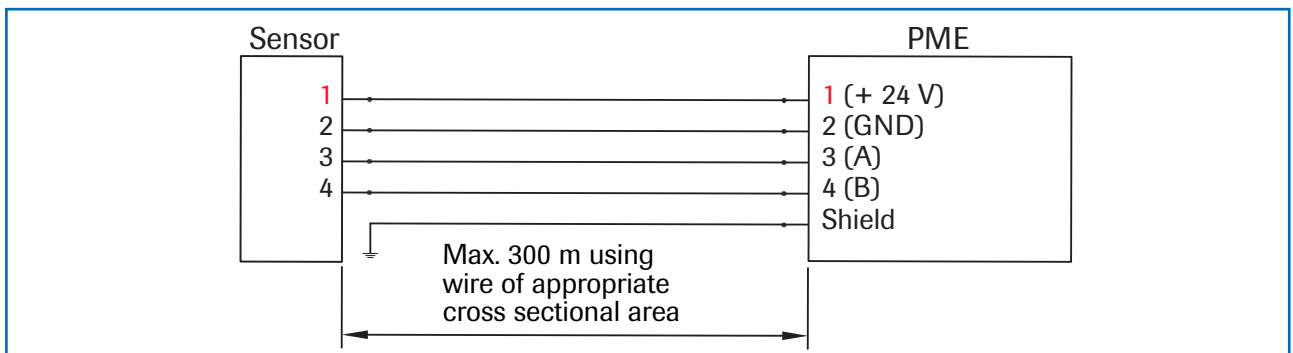 Sensor
PME
1
2
3
4
1 (+ 24 V)
2 (GND)
3 (A)
4 (B)
Shield
Max. 300 m using
wire of appropriate
cross sectional area